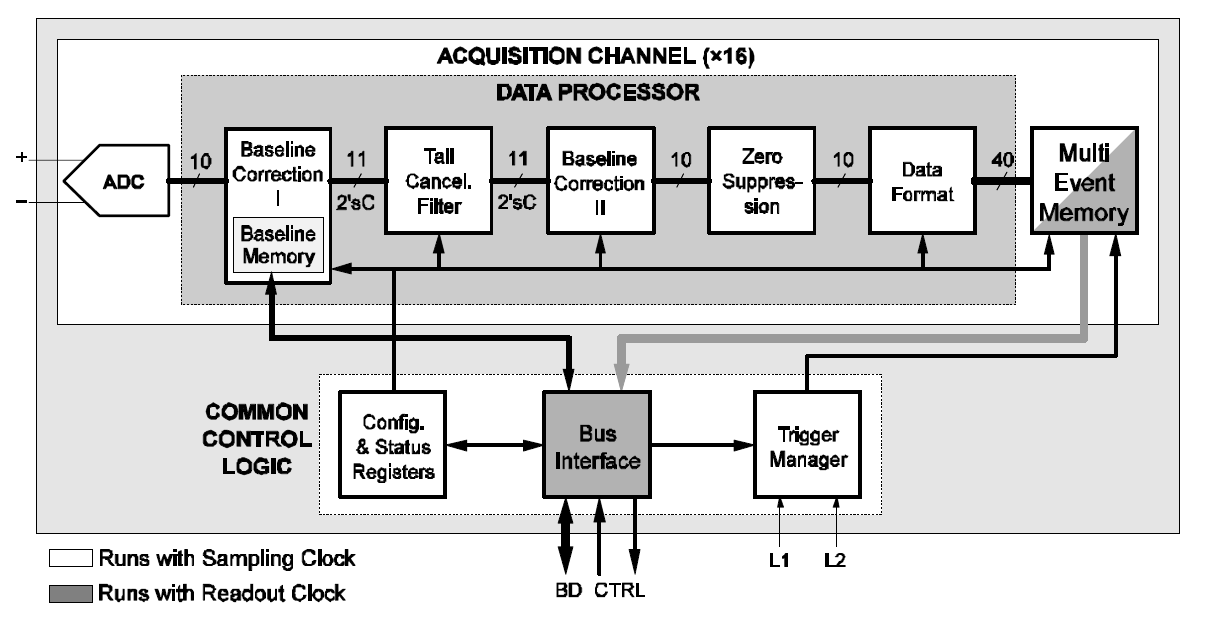 ACQUISITION CHANNEL (×16)
DATA PROCESSOR
+
−
ADC
10
Baseline
Correction
I
Baseline
Memory
11
2'sC
Tail
Cancel.
Filter
11
2'sC
Baseline
Correction
II
10
Zero
Suppres–
sion
10
Data
Format
40
Multi
Event
Memory
COMMON
CONTROL
LOGIC
Config.
& Status
Registers
Bus
Interface
Trigger
Manager
L1
L2
BD
CTRL
Runs with Sampling Clock
Runs with Readout Clock